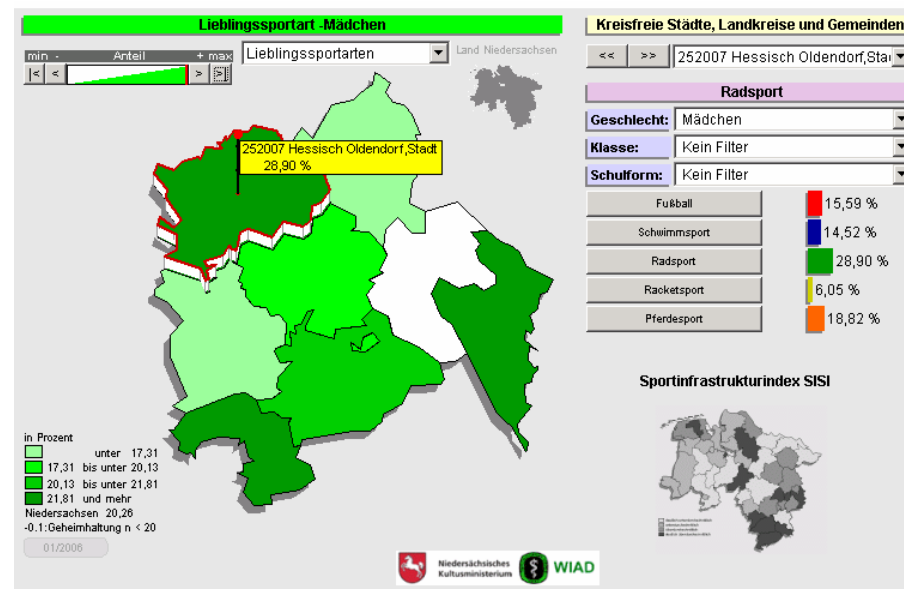 Lieblingssportart -Mädchen
min - Anteil + max
|< < > >|
Lieblingssportarten
Land Niedersachsen
252007 Hessisch Oldendorf,Stadt
28,90 %
in Prozent
unter 17,31
17,31 bis unter 20,13
20,13 bis unter 21,81
21,81 und mehr
Niedersachsen 20,26
-0.1:Geheimhaltung n < 20
01/2006
Kreisfreie Städte, Landkreise und Gemeinden
<< >> 252007 Hessisch Oldendorf,Sta
Radsport
Geschlecht: Mädchen
Klasse: Kein Filter
Schulform: Kein Filter
Fußball 15,59 %
Schwimmsport 14,52 %
Radsport 28,90 %
Racketsport 6,05 %
Pferdesport 18,82 %
Sportinfrastrukturindex SISI
Niedersächsisches
Kultusministerium
WIAD